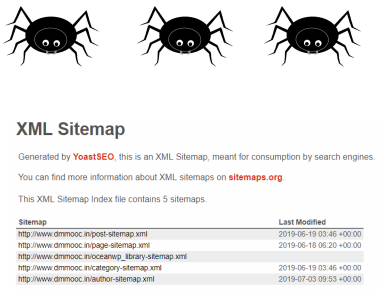 XML Sitemap
Generated by YoastSEO, this is an XML Sitemap, meant for consumption by search engines.
You can find more information about XML sitemaps on sitemaps.org
This XML Sitemap Index file contains 5 sitemaps
Sitemap Last Modified
http://www.dmmooc.in/post-sitemap.xml 2019-06-19 03:46 +00:00
http://www.dmmooc.in/page-sitemap.xml 2019-06-18 06:20 +00:00
http://www.dmmooc.in/oceanwp_library-sitemap.xml
http://www.dmmooc.in/category-sitemap.xml 2019-06-19 03:46 +00:00
http://www.dmmooc.in/author-sitemap.xml 2019-07-03 09:53 +00:00